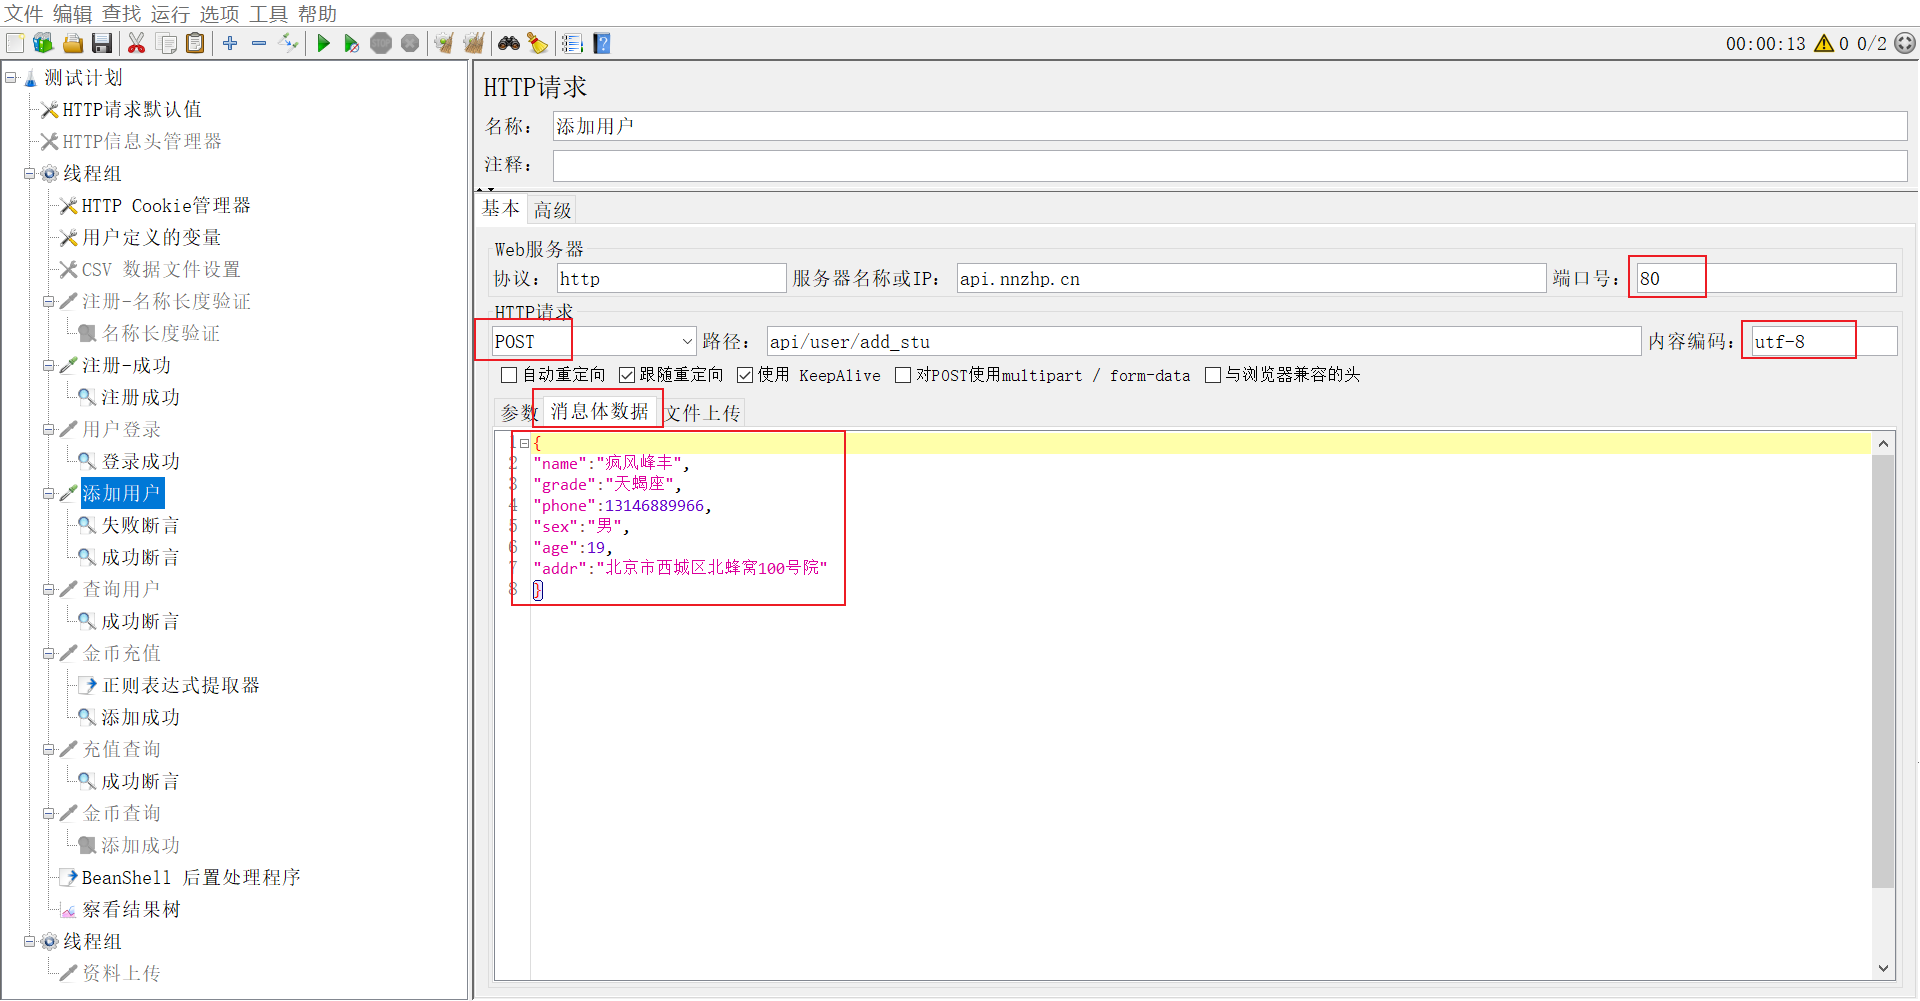 文件 编辑 查找 运行 选项 工具 帮助
00:00:13 0 0/2
测试计划
HTTP请求默认值
HTTP信息头管理器
线程组
HTTP Cookie管理器
用户定义的变量
CSV 数据文件设置
注册-名称长度验证
名称长度验证
注册-成功
注册成功
用户登录
登录成功
添加用户
失败断言
成功断言
查询用户
成功断言
金币充值
正则表达式提取器
添加成功
充值查询
成功断言
金币查询
添加成功
BeanShell 后置处理程序
察看结果树
线程组
资料上传
HTTP请求
名称： 添加用户
注释：
基本 高级
Web服务器
协议： http 服务器名称或IP： api.nnzhp.cn 端口号： 80
HTTP请求
POST 路径： api/user/add_stu 内容编码： utf-8
自动重定向 跟随重定向 使用 KeepAlive 对POST使用multipart / form-data 与浏览器兼容的头
参数 消息体数据 文件上传
1 {
2 "name":"疯风峰丰",
3 "grade":"天蝎座",
4 "phone":13146889966,
5 "sex":"男",
6 "age":19,
7 "addr":"北京市西城区北蜂窝100号院"
8 }